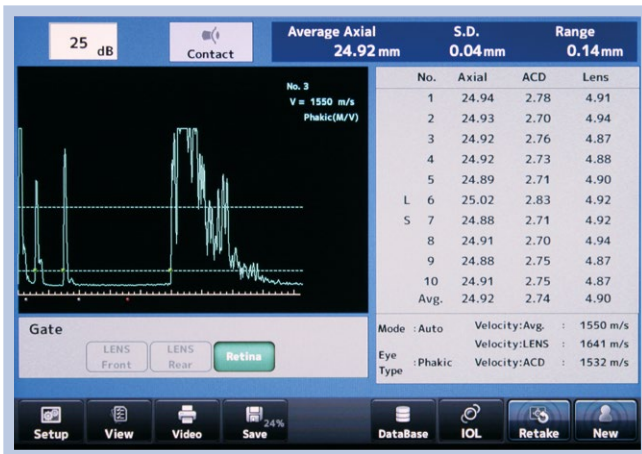 25 dB
Contact
Average Axial S.D. Range
24.92 mm 0.04 mm 0.14 mm
No. 3
V = 1550 m/s
Phakic(M/V)
No. Axial ACD Lens
1 24.94 2.78 4.91
2 24.93 2.70 4.94
3 24.92 2.76 4.87
4 24.92 2.73 4.88
5 24.89 2.71 4.90
L 6 25.02 2.83 4.92
S 7 24.88 2.71 4.92
8 24.91 2.70 4.94
9 24.88 2.75 4.87
10 24.91 2.75 4.87
Avg. 24.92 2.74 4.90
Gate
LENS Front
LENS Rear
Retina
Mode :Auto Velocity:Avg. : 1550 m/s
Velocity:LENS : 1641 m/s
Eye Type :Phakic Velocity:ACD : 1532 m/s
Setup View Video Save 24% DataBase IOL Retake New